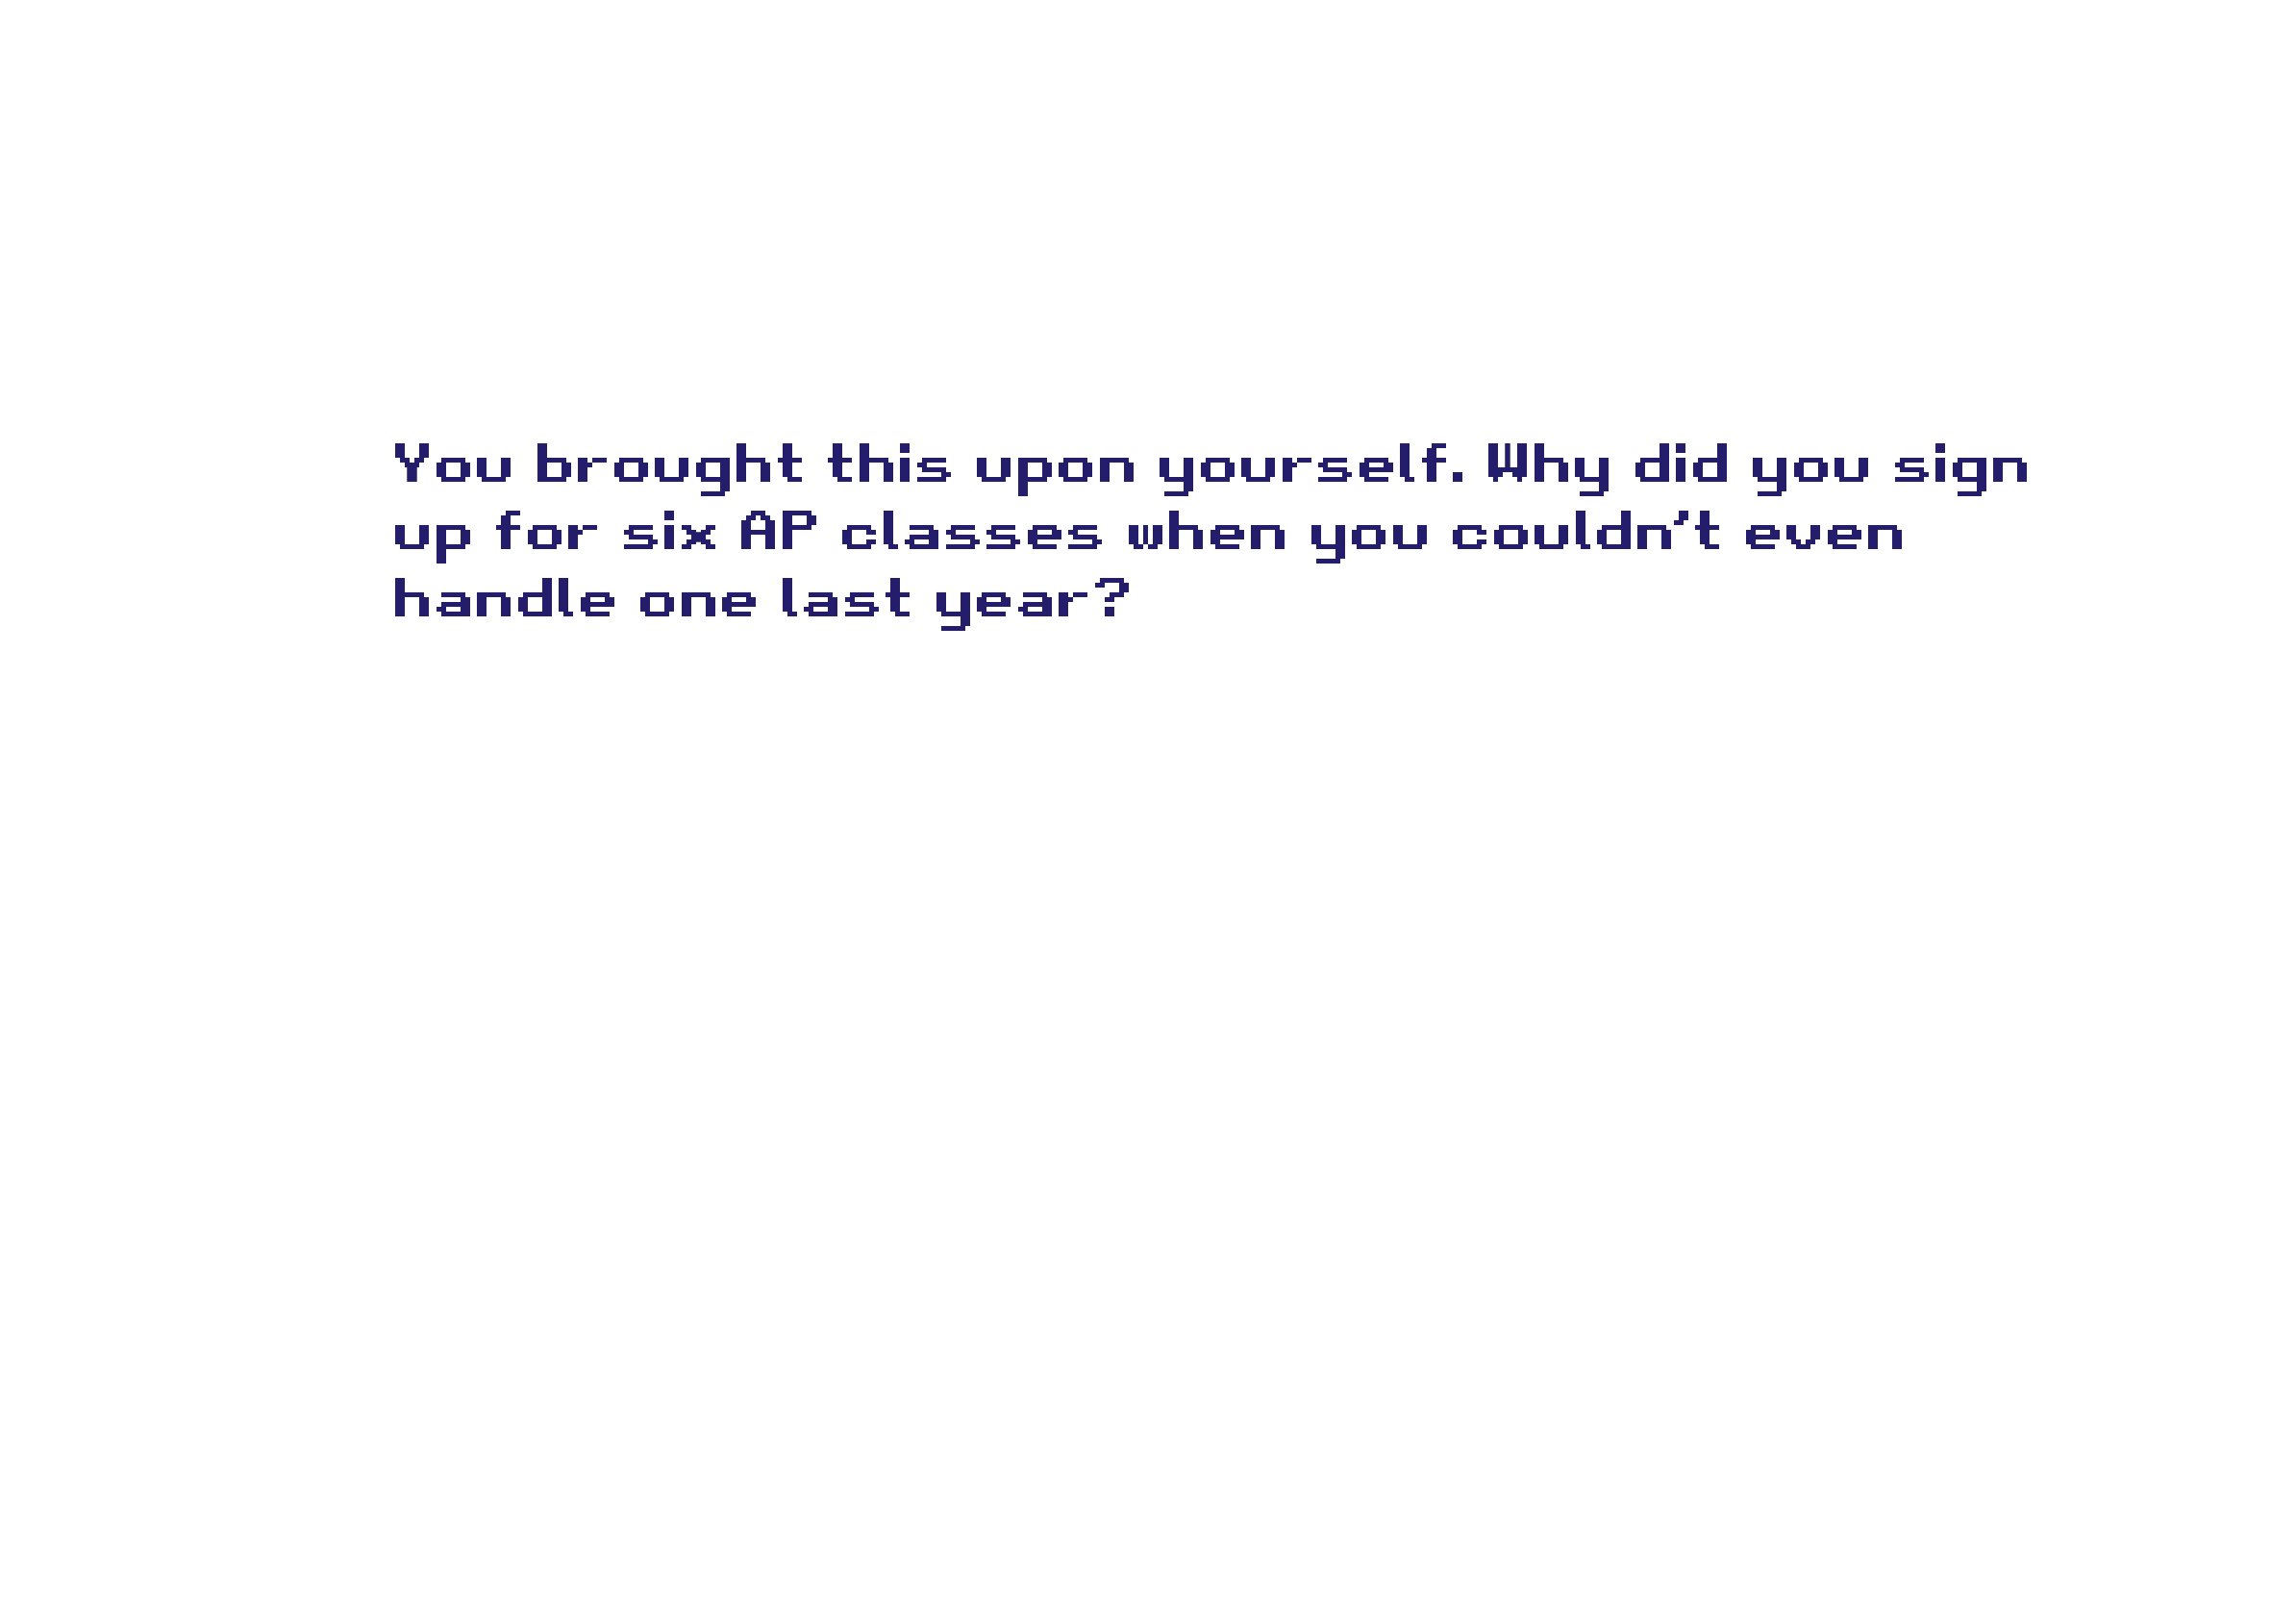 You brought this upon yourself. Why did you sign
up for six AP classes when you couldn't even
handle one last year?